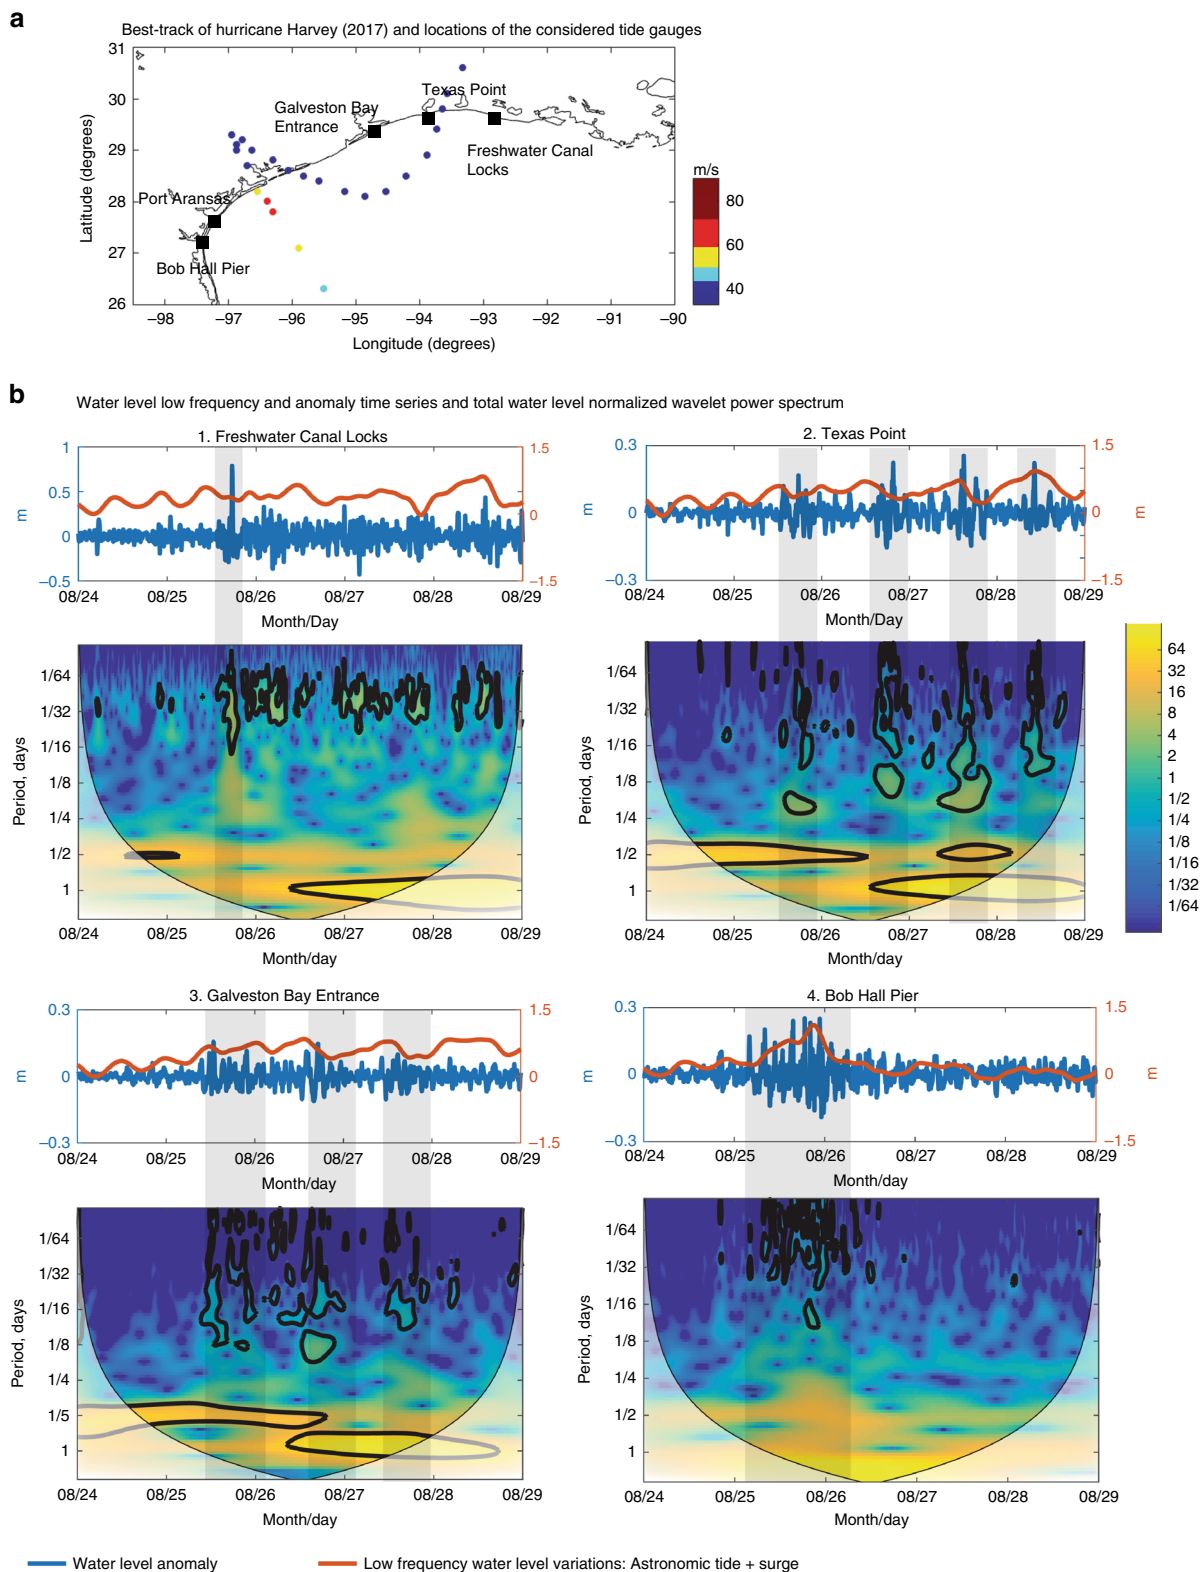 a
Best-track of hurricane Harvey (2017) and locations of the considered tide gauges
31
30
29
28
27
26
Latitude (degrees)
Texas Point
Galveston Bay
Entrance
Freshwater Canal
Locks
Port Aransas
Bob Hall Pier
–98 –97 –96 –95 –94 –93 –92 –91 –90
Longitude (degrees)
m/s
80
60
40
b
Water level low frequency and anomaly time series and total water level normalized wavelet power spectrum
1. Freshwater Canal Locks
1
0.5
0
–0.5
m
1.5
0
–1.5
08/24 08/25 08/26 08/27 08/28 08/29
Month/Day
Period, days
1/64
1/32
1/16
1/8
1/4
1/2
1
08/24 08/25 08/26 08/27 08/28 08/29
Month/day
2. Texas Point
0.3
0
–0.3
m
1.5
0
–1.5
m
08/24 08/25 08/26 08/27 08/28 08/29
Month/Day
Period, days
1/64
1/32
1/16
1/8
1/4
1/2
1
08/24 08/25 08/26 08/27 08/28 08/29
Month/day
64
32
16
8
4
2
1
1/2
1/4
1/8
1/16
1/32
1/64
3. Galveston Bay Entrance
0.3
0
–0.3
m
1.5
0
–1.5
08/24 08/25 08/26 08/27 08/28 08/29
Month/day
Period, days
1/64
1/32
1/16
1/8
1/4
1/5
1
08/24 08/25 08/26 08/27 08/28 08/29
Month/day
4. Bob Hall Pier
0.3
0
–0.3
m
1.5
0
–1.5
m
08/24 08/25 08/26 08/27 08/28 08/29
Month/day
Period, days
1/64
1/32
1/16
1/8
1/4
1/2
1
08/24 08/25 08/26 08/27 08/28 08/29
Month/day
Water level anomaly
Low frequency water level variations: Astronomic tide + surge